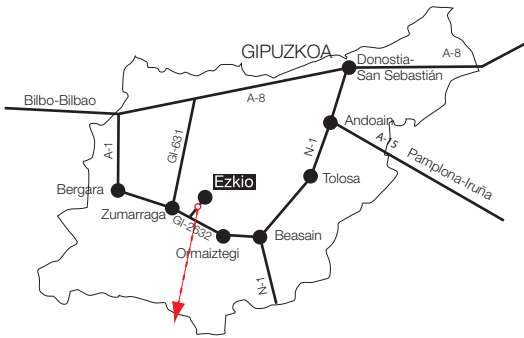 GIPUZKOA
Donostia-
San Sebastián
A-8
Bilbo-Bilbao
A-8
Andoain
A-1
GI-631
N-1
A-15
Pamplona-Iruña
Ezkio
Tolosa
Bergara
Zumarraga
GI-2632
Ormaiztegi
Beasain
N-1